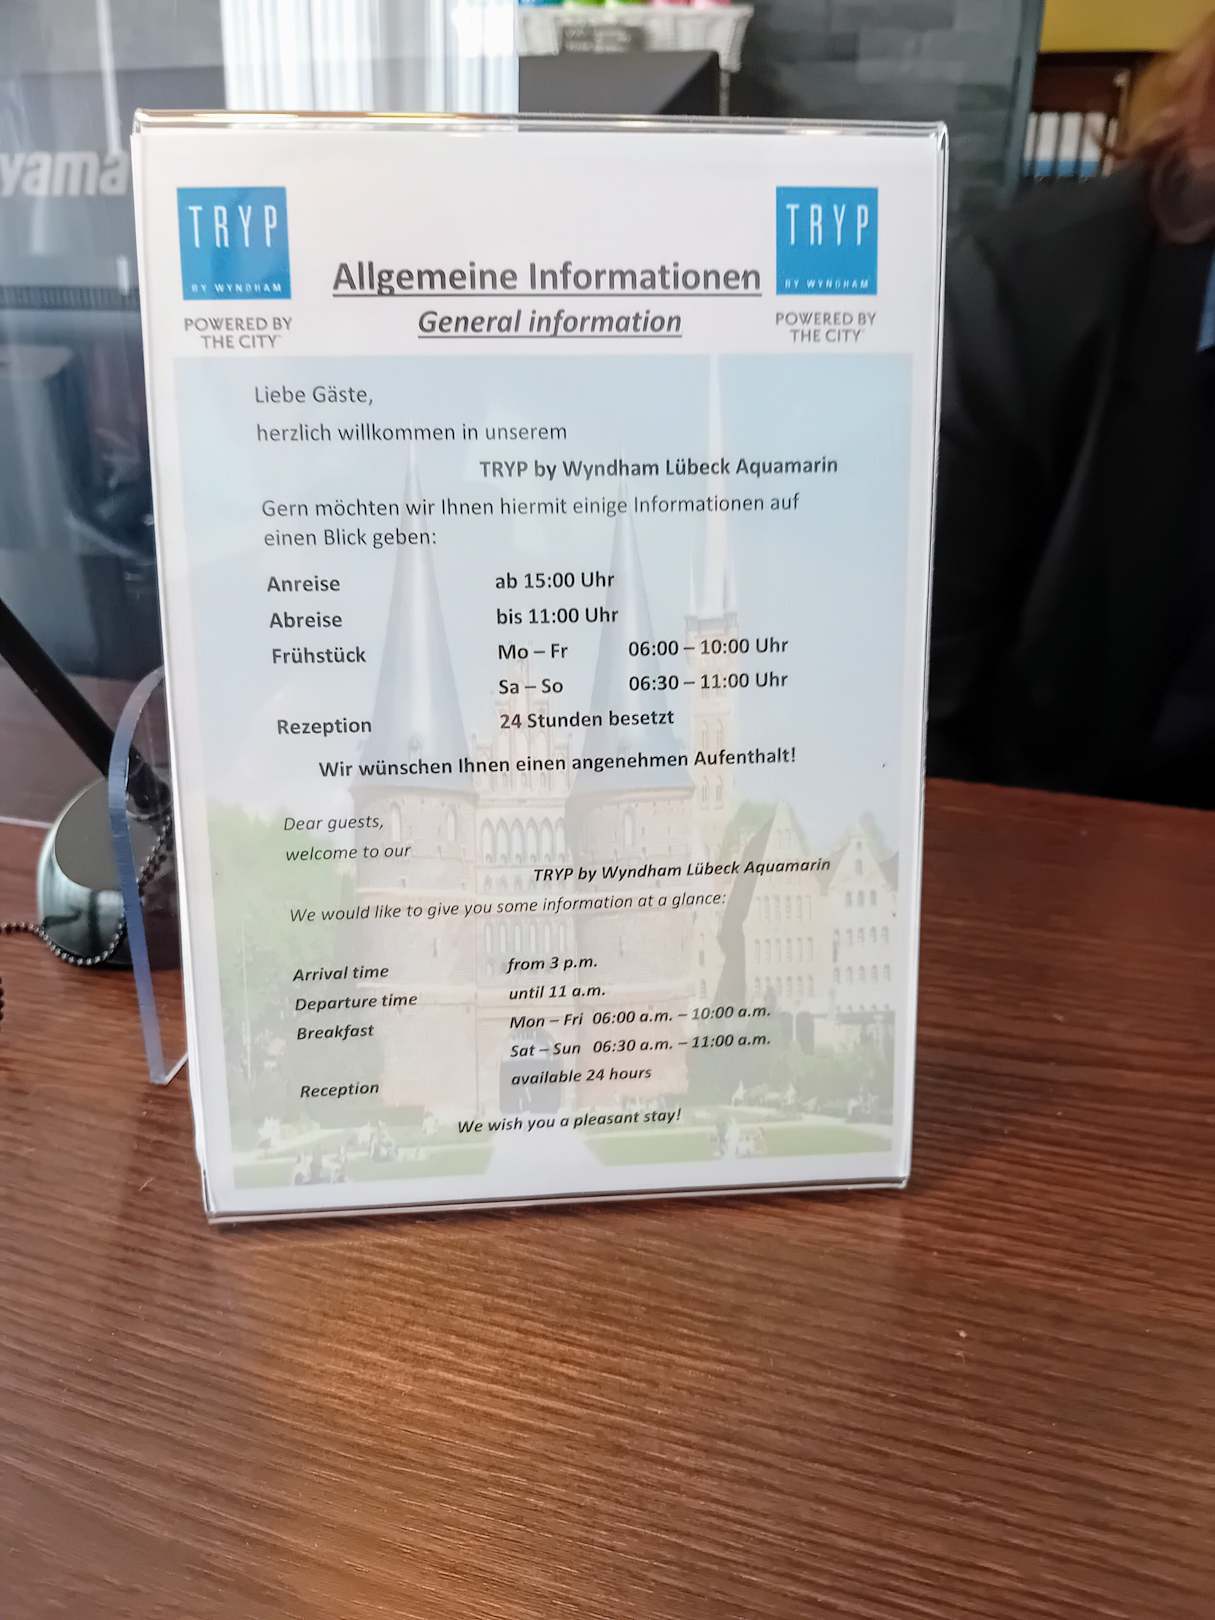 yama
TRYP
BY WYNDHAM
POWERED BY
THE CITY
TRYP
BY WYNDHAM
POWERED BY
THE CITY
Allgemeine Informationen
General information
Liebe Gäste,
herzlich willkommen in unserem
TRYP by Wyndham Lübeck Aquamarin
Gern möchten wir Ihnen hiermit einige Informationen auf
einen Blick geben:
Anreise ab 15:00 Uhr
Abreise bis 11:00 Uhr
Frühstück Mo – Fr 06:00 – 10:00 Uhr
Sa – So 06:30 – 11:00 Uhr
Rezeption 24 Stunden besetzt
Wir wünschen Ihnen einen angenehmen Aufenthalt!
Dear guests,
welcome to our
TRYP by Wyndham Lübeck Aquamarin
We would like to give you some information at a glance:
Arrival time from 3 p.m.
Departure time until 11 a.m.
Breakfast Mon – Fri 06:00 a.m. – 10:00 a.m.
Sat – Sun 06:30 a.m. – 11:00 a.m.
Reception available 24 hours
We wish you a pleasant stay!